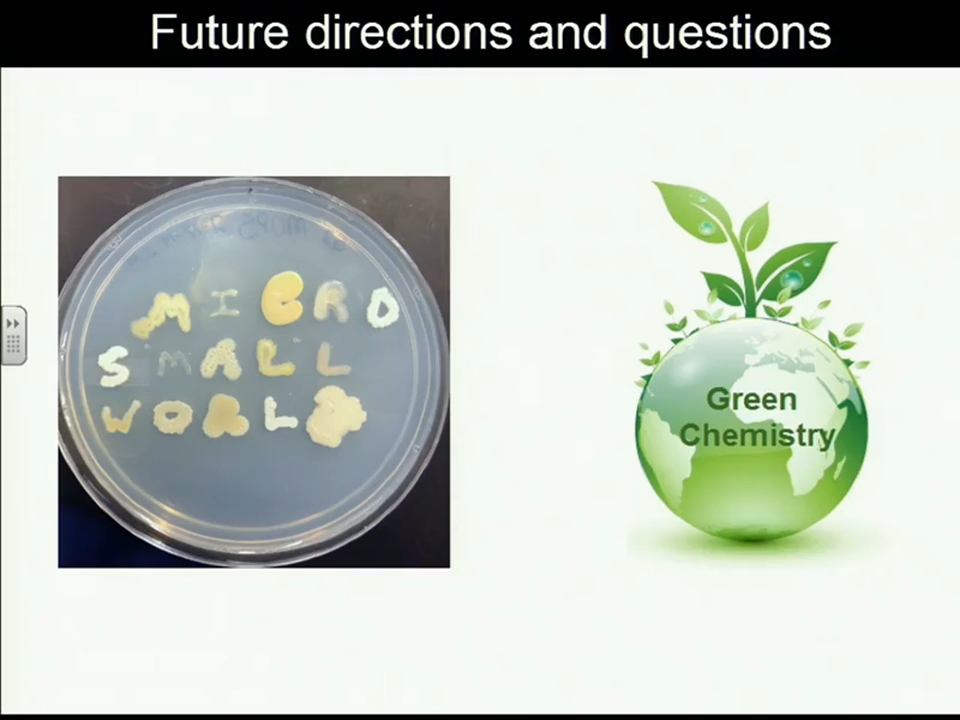 Future directions and questions
MICRO
SMALL
WORLD
Green
Chemistry